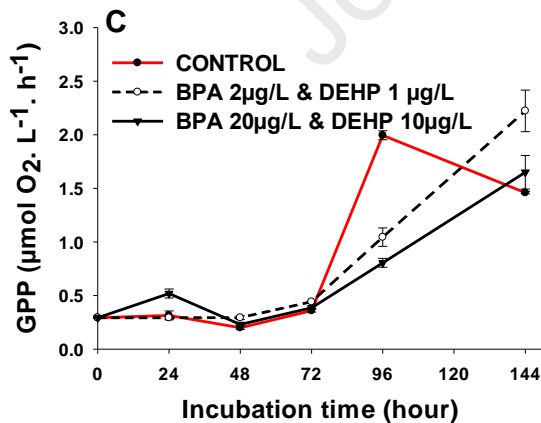 C
CONTROL
BPA 2µg/L & DEHP 1 µg/L
BPA 20µg/L & DEHP 10µg/L
GPP (µmol O₂. L⁻¹. h⁻¹)
3.0
2.5
2.0
1.5
1.0
0.5
0.0
0 24 48 72 96 120 144
Incubation time (hour)